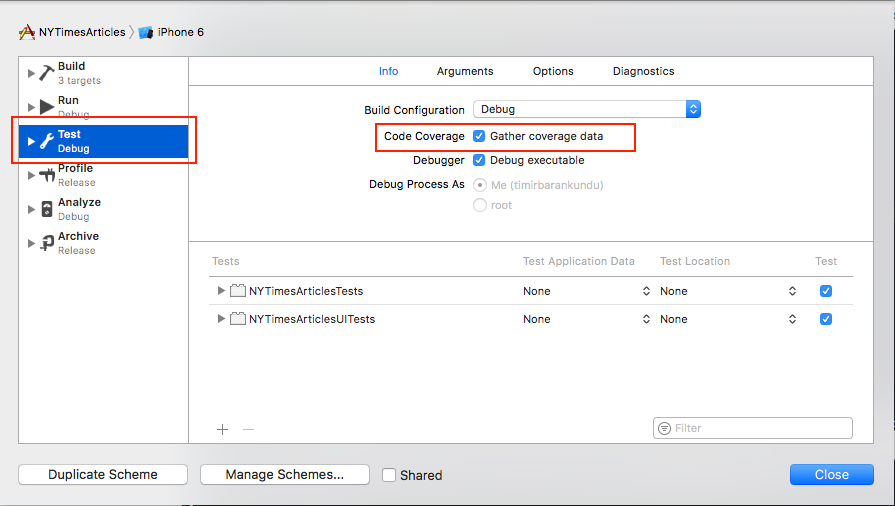 NYTimesArticles iPhone 6
Build
3 targets
Run
Debug
Test
Debug
Profile
Release
Analyze
Debug
Archive
Release
Info Arguments Options Diagnostics
Build Configuration Debug
Code Coverage Gather coverage data
Debugger Debug executable
Debug Process As Me (timirbarankundu)
root
Tests Test Application Data Test Location Test
NYTimesArticlesTests None None
NYTimesArticlesUITests None None
Filter
Duplicate Scheme Manage Schemes... Shared Close